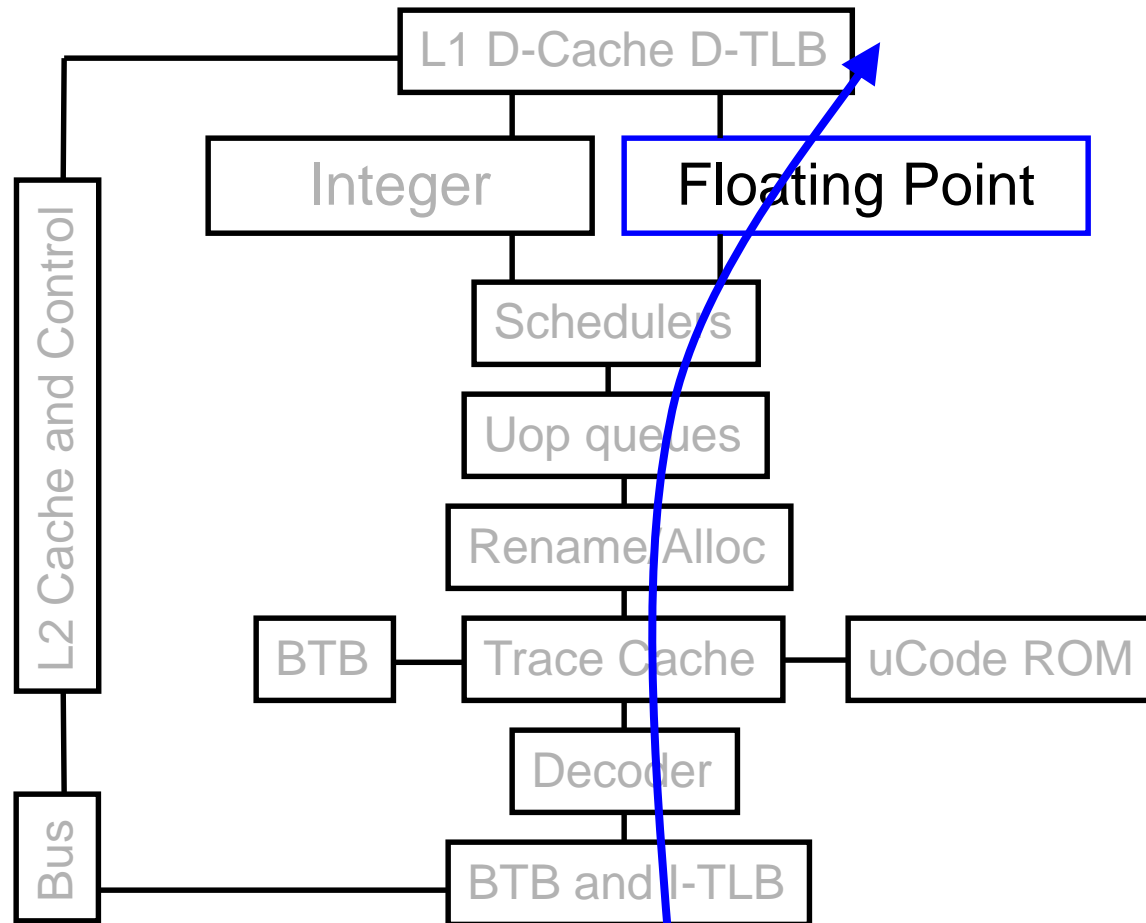 L1 D-Cache D-TLB
Integer
Floating Point
L2 Cache and Control
Schedulers
Uop queues
Rename/Alloc
BTB
Trace Cache
uCode ROM
Decoder
Bus
BTB and I-TLB